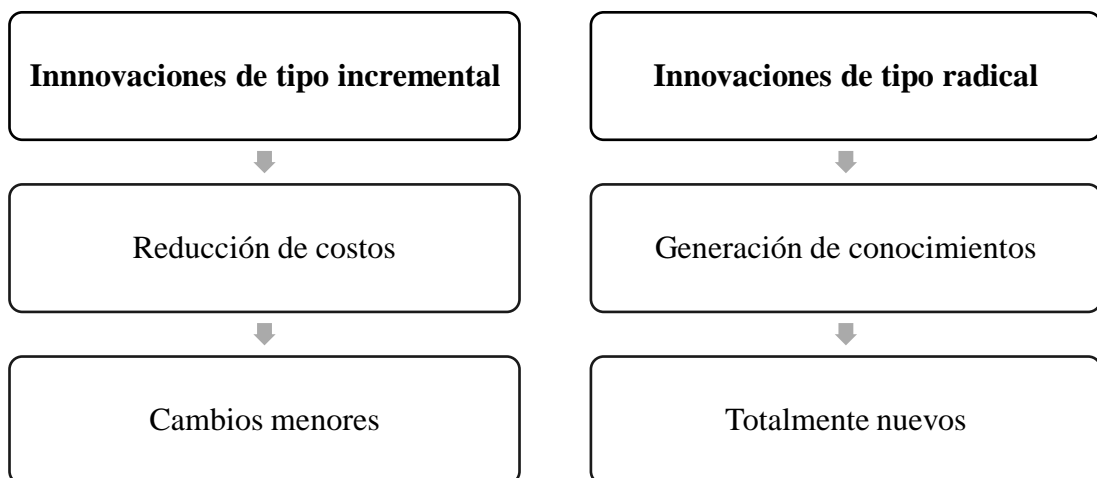 Innnovaciones de tipo incremental
Reducción de costos
Cambios menores
Innovaciones de tipo radical
Generación de conocimientos
Totalmente nuevos